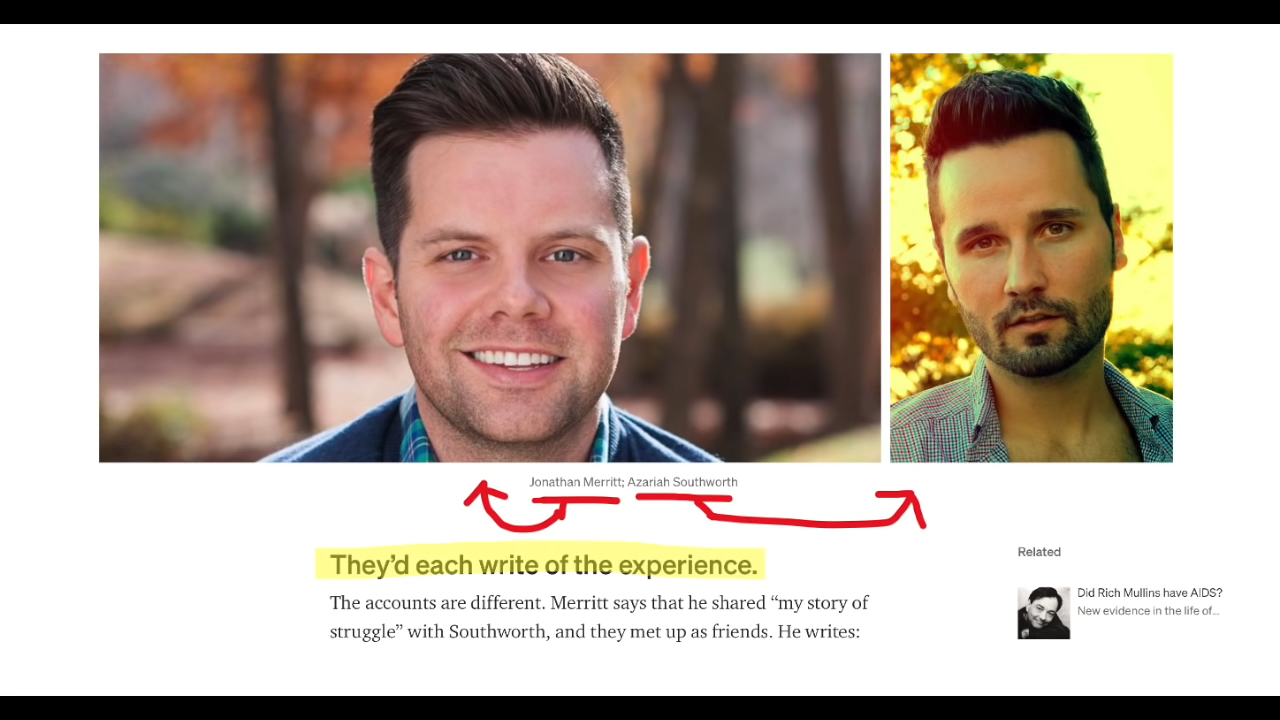 Jonathan Merritt; Azariah Southworth
They’d each write of the experience.
The accounts are different. Merritt says that he shared “my story of
struggle” with Southworth, and they met up as friends. He writes:
Related
Did Rich Mullins have AIDS?
New evidence in the life of...